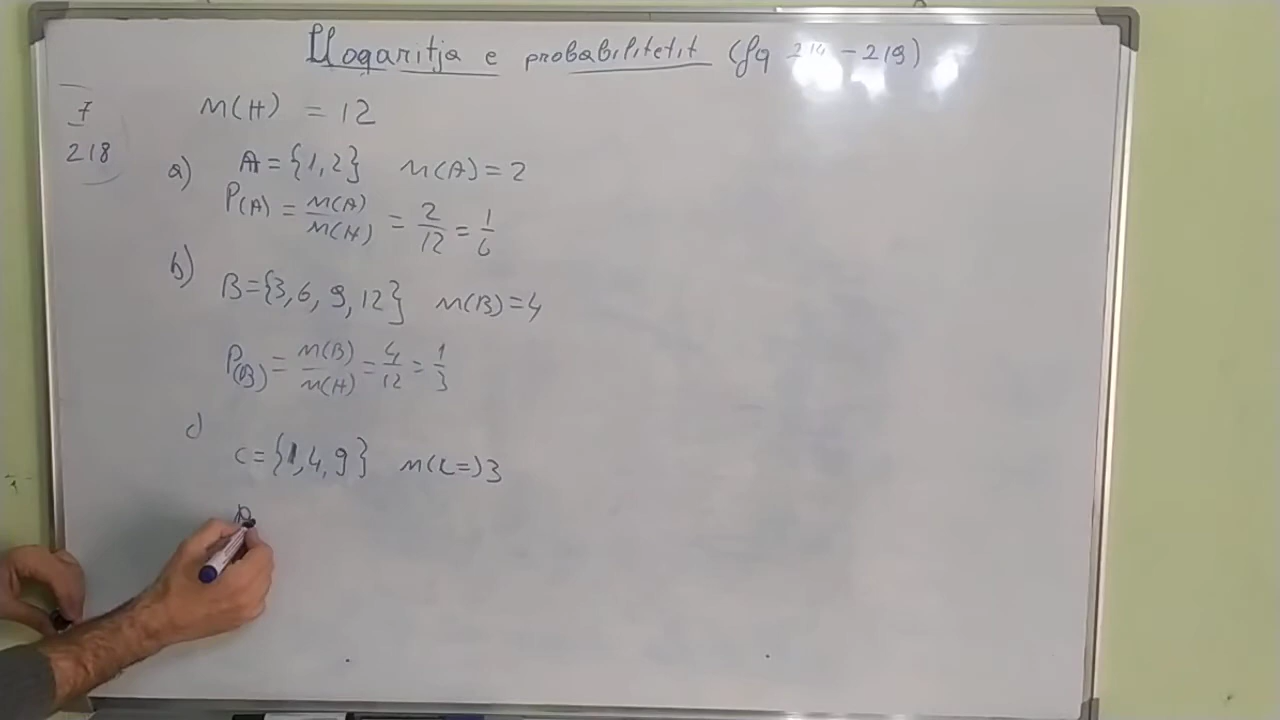 Llogaritja e probabilitetit (fq 214 - 219)
7
218
M(H) = 12
a) A = {1,2} M(A) = 2
P(A) = M(A)/M(H) = 2/12 = 1/6
b) B={3,6,9,12} M(B)=4
P(B) = M(B)/M(H) = 4/12 = 1/3
c)
C={1,4,9} M(C=)3
P